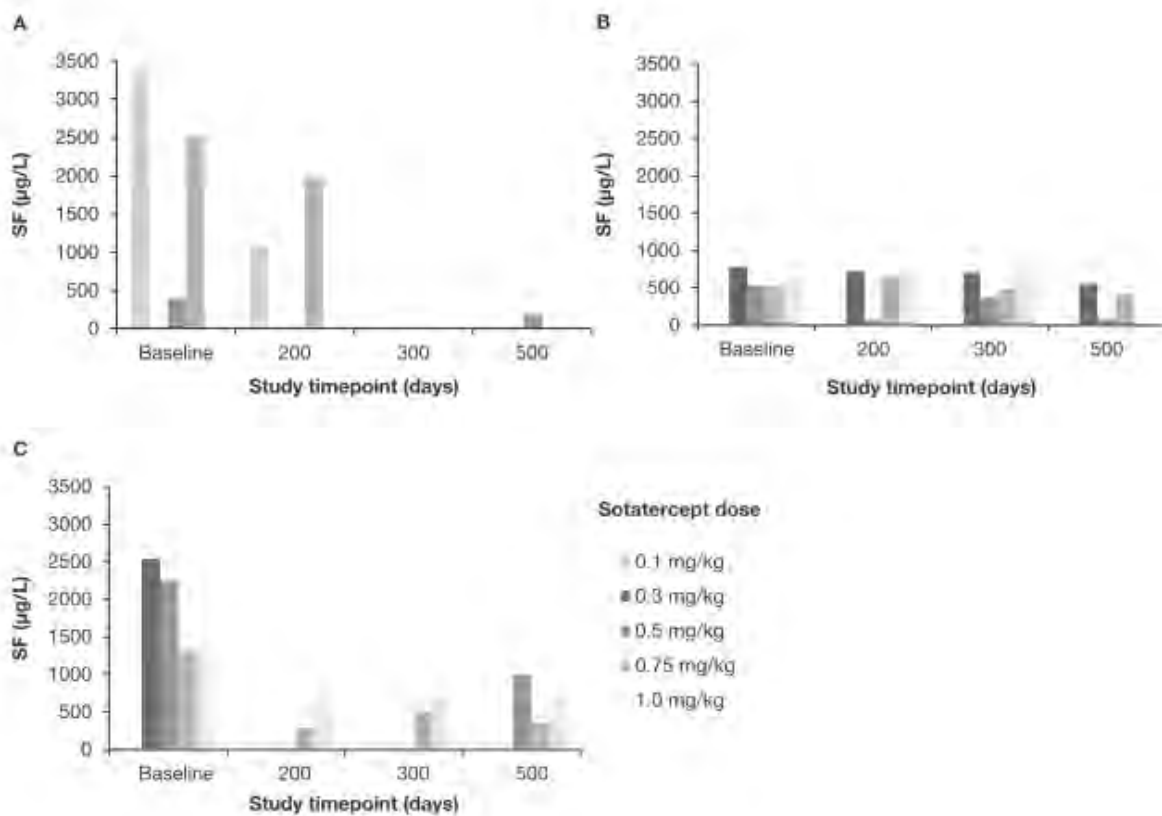 A
3500
3000
2500
2000
1500
1000
500
0
SF (µg/L)
Baseline 200 300 500
Study timepoint (days)
B
3500
3000
2500
2000
1500
1000
500
0
SF (µg/L)
Baseline 200 300 500
Study timepoint (days)
C
3500
3000
2500
2000
1500
1000
500
0
SF (µg/L)
Baseline 200 300 500
Study timepoint (days)
Sotatercept dose
0.1 mg/kg
0.3 mg/kg
0.5 mg/kg
0.75 mg/kg
1.0 mg/kg